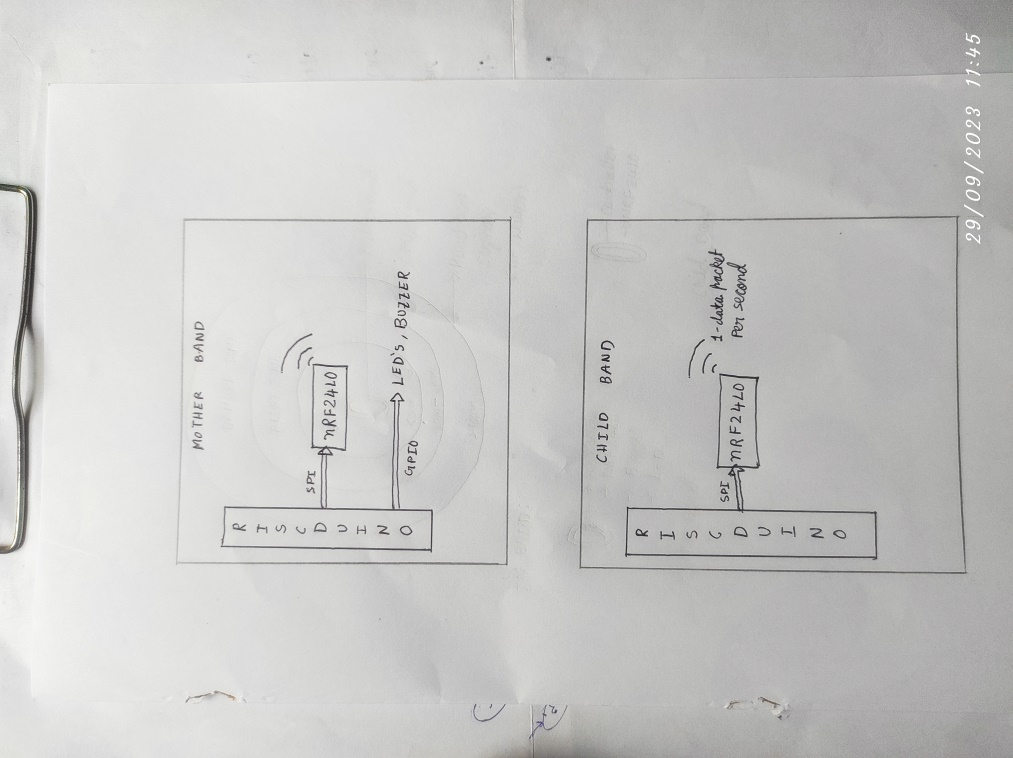 MOTHER BAND
RISCDUINO
SPI
nRF24L0
GPIO
LED'S, BUZZER
CHILD BAND
RISCDUINO
SPI
nRF24L0
1-data packet
Per second
29/09/2023 11:45